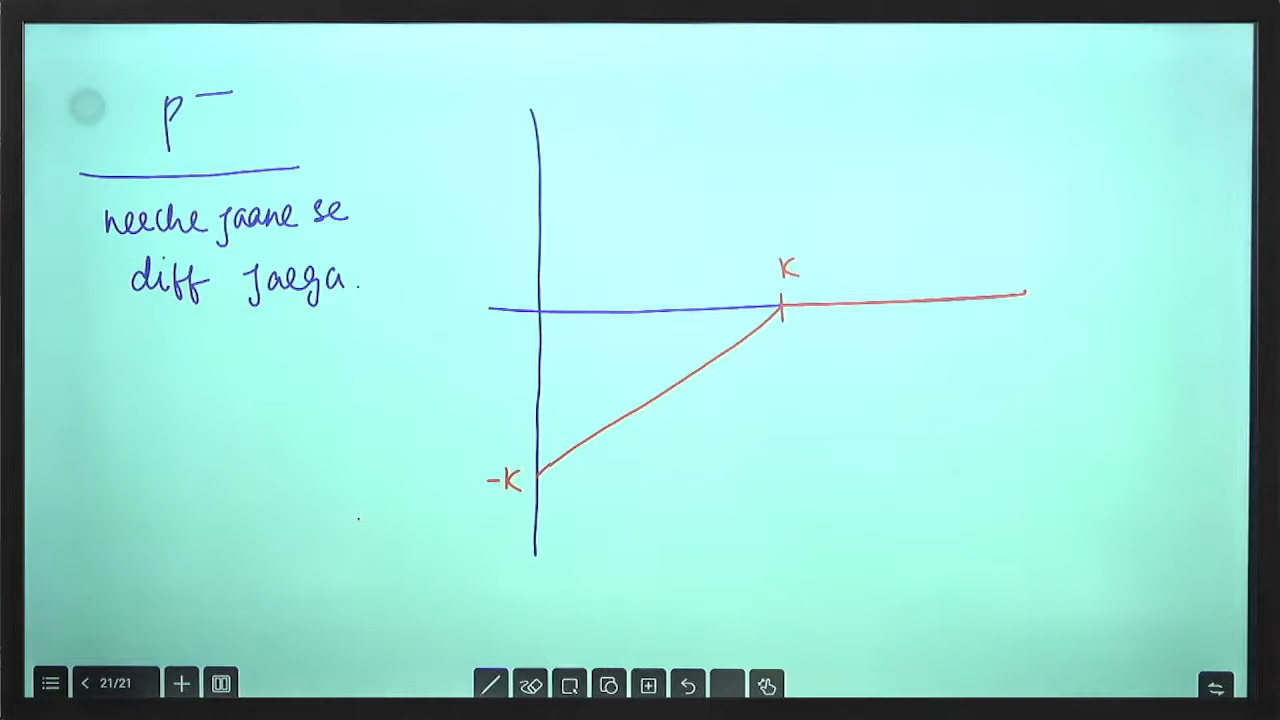 p⁻
neeche jaane se
diff jaega.
K
-K
21/21